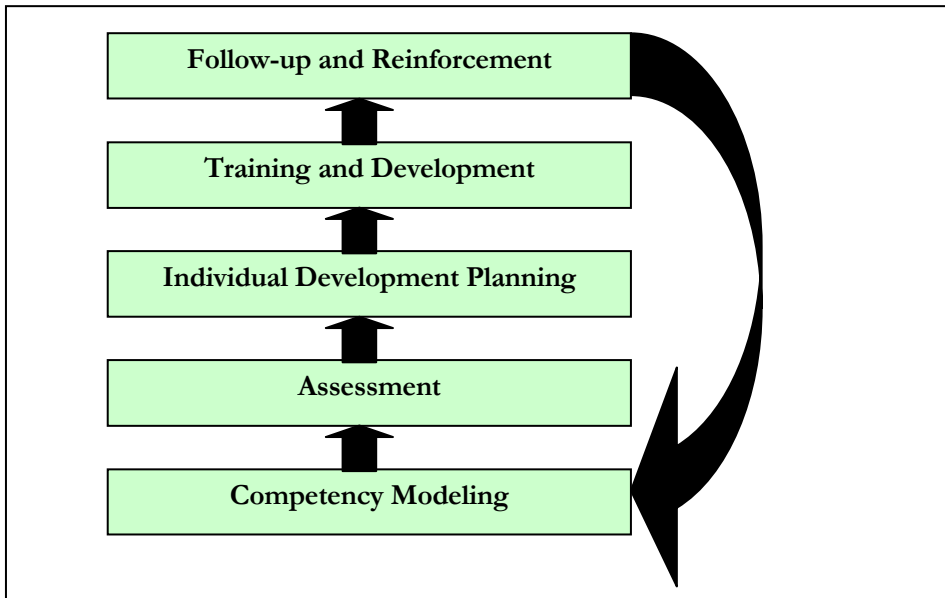 Follow-up and Reinforcement
Training and Development
Individual Development Planning
Assessment
Competency Modeling